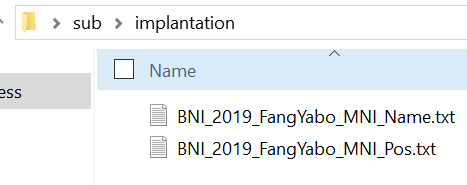 sub > implantation
ess
Name
BNI_2019_FangYabo_MNI_Name.txt
BNI_2019_FangYabo_MNI_Pos.txt